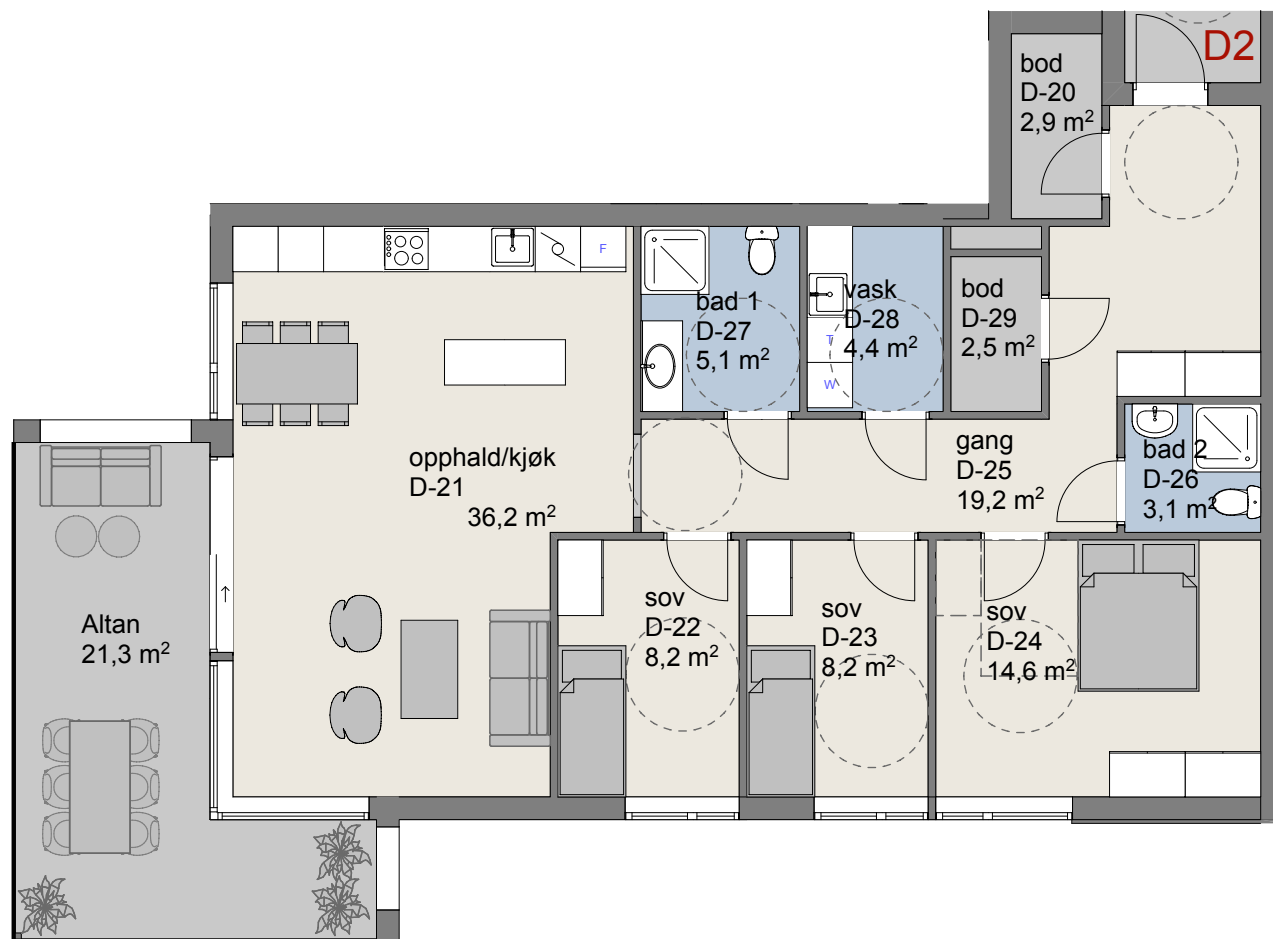 D2
bod
D-20
2,9 m²
F
bad 1
D-27
5,1 m²
vask
D-28
4,4 m²
T
W
bod
D-29
2,5 m²
opphald/kjøk
D-21
36,2 m²
gang
D-25
19,2 m²
bad 2
D-26
3,1 m²
Altan
21,3 m²
sov
D-22
8,2 m²
sov
D-23
8,2 m²
sov
D-24
14,6 m²